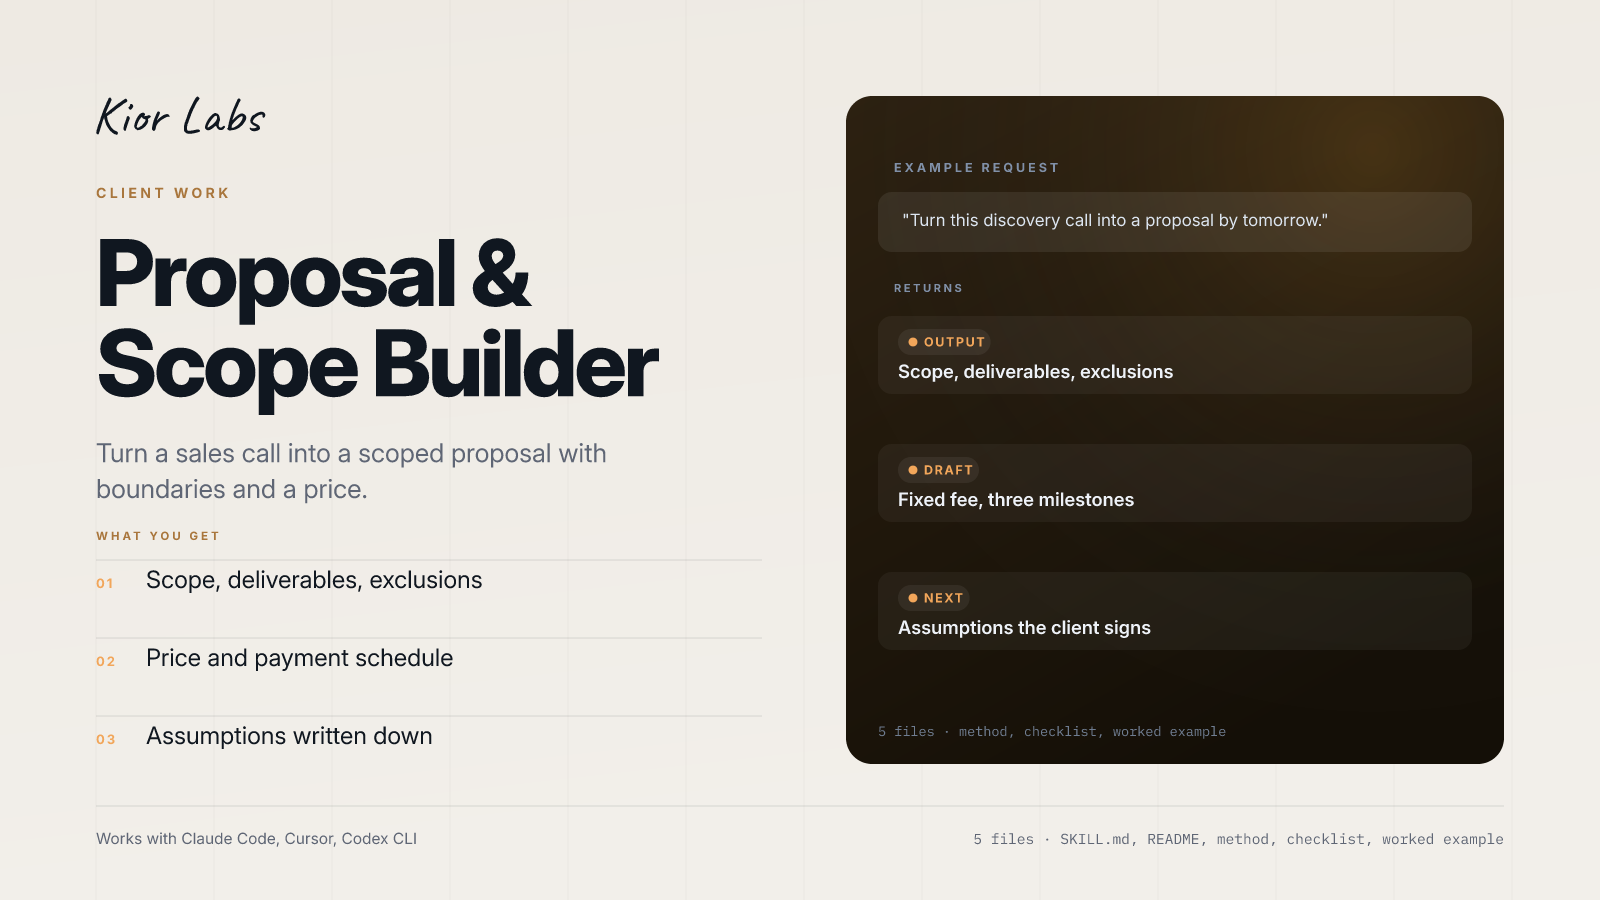 Kior Labs
CLIENT WORK
Proposal &
Scope Builder
Turn a sales call into a scoped proposal with
boundaries and a price.
WHAT YOU GET
01 Scope, deliverables, exclusions
02 Price and payment schedule
03 Assumptions written down
EXAMPLE REQUEST
"Turn this discovery call into a proposal by tomorrow."
RETURNS
OUTPUT
Scope, deliverables, exclusions
DRAFT
Fixed fee, three milestones
NEXT
Assumptions the client signs
5 files · method, checklist, worked example
Works with Claude Code, Cursor, Codex CLI
5 files · SKILL.md, README, method, checklist, worked example